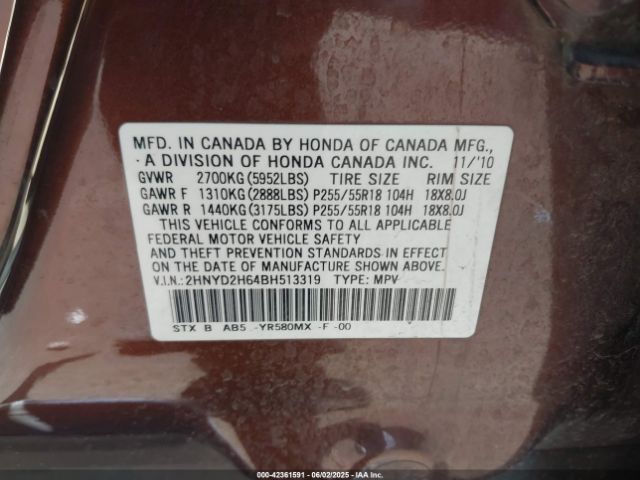 MFD. IN CANADA BY HONDA OF CANADA MFG.,
A DIVISION OF HONDA CANADA INC. 11/'10
GVWR 2700KG(5952LBS) TIRE SIZE RIM SIZE
GAWR F 1310KG(2888LBS) P255/55R18 104H 18X8.0J
GAWR R 1440KG(3175LBS) P255/55R18 104H 18X8.0J
THIS VEHICLE CONFORMS TO ALL APPLICABLE
FEDERAL MOTOR VEHICLE SAFETY
AND THEFT PREVENTION STANDARDS IN EFFECT
ON THE DATE OF MANUFACTURE SHOWN ABOVE.
V.I.N.:2HNYD2H64BH513319 TYPE: MPV
STX B AB5 -YR580MX -F -00
000-42361591 | 06/02/2025 | IAAI.COM